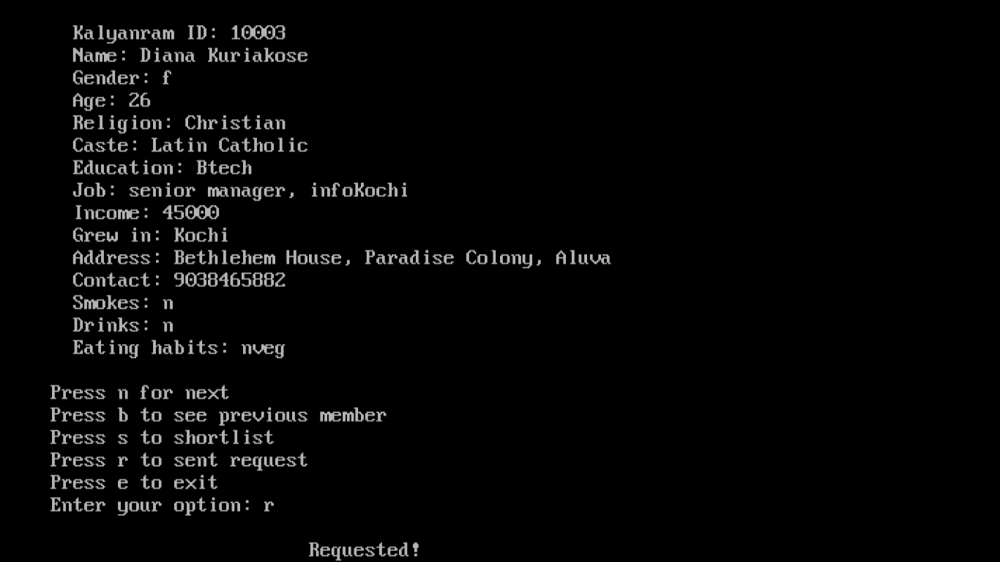 Kalyanram ID: 10003
Name: Diana Kuriakose
Gender: f
Age: 26
Religion: Christian
Caste: Latin Catholic
Education: Btech
Job: senior manager, infoKochi
Income: 45000
Grew in: Kochi
Address: Bethlehem House, Paradise Colony, Aluva
Contact: 9038465882
Smokes: n
Drinks: n
Eating habits: nveg
Press n for next
Press b to see previous member
Press s to shortlist
Press r to sent request
Press e to exit
Enter your option: r
Requested!